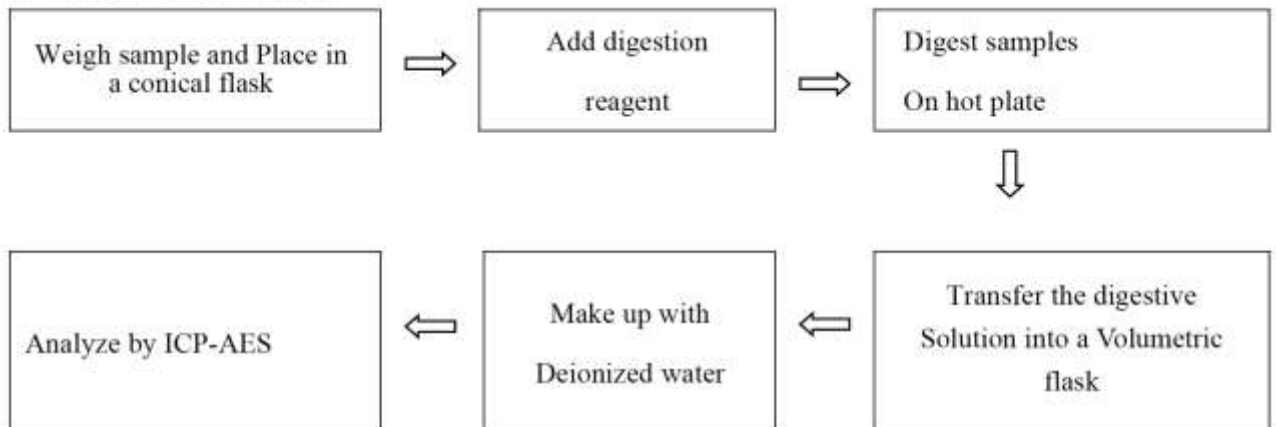 Weigh sample and Place in
a conical flask
Add digestion
reagent
Digest samples
On hot plate
Transfer the digestive
Solution into a Volumetric
flask
Make up with
Deionized water
Analyze by ICP-AES